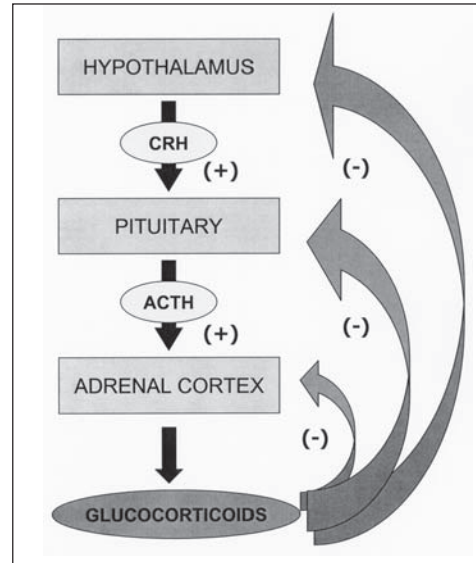 HYPOTHALAMUS
CRH
(+)
(-)
PITUITARY
ACTH
(+)
(-)
ADRENAL CORTEX
(-)
GLUCOCORTICOIDS